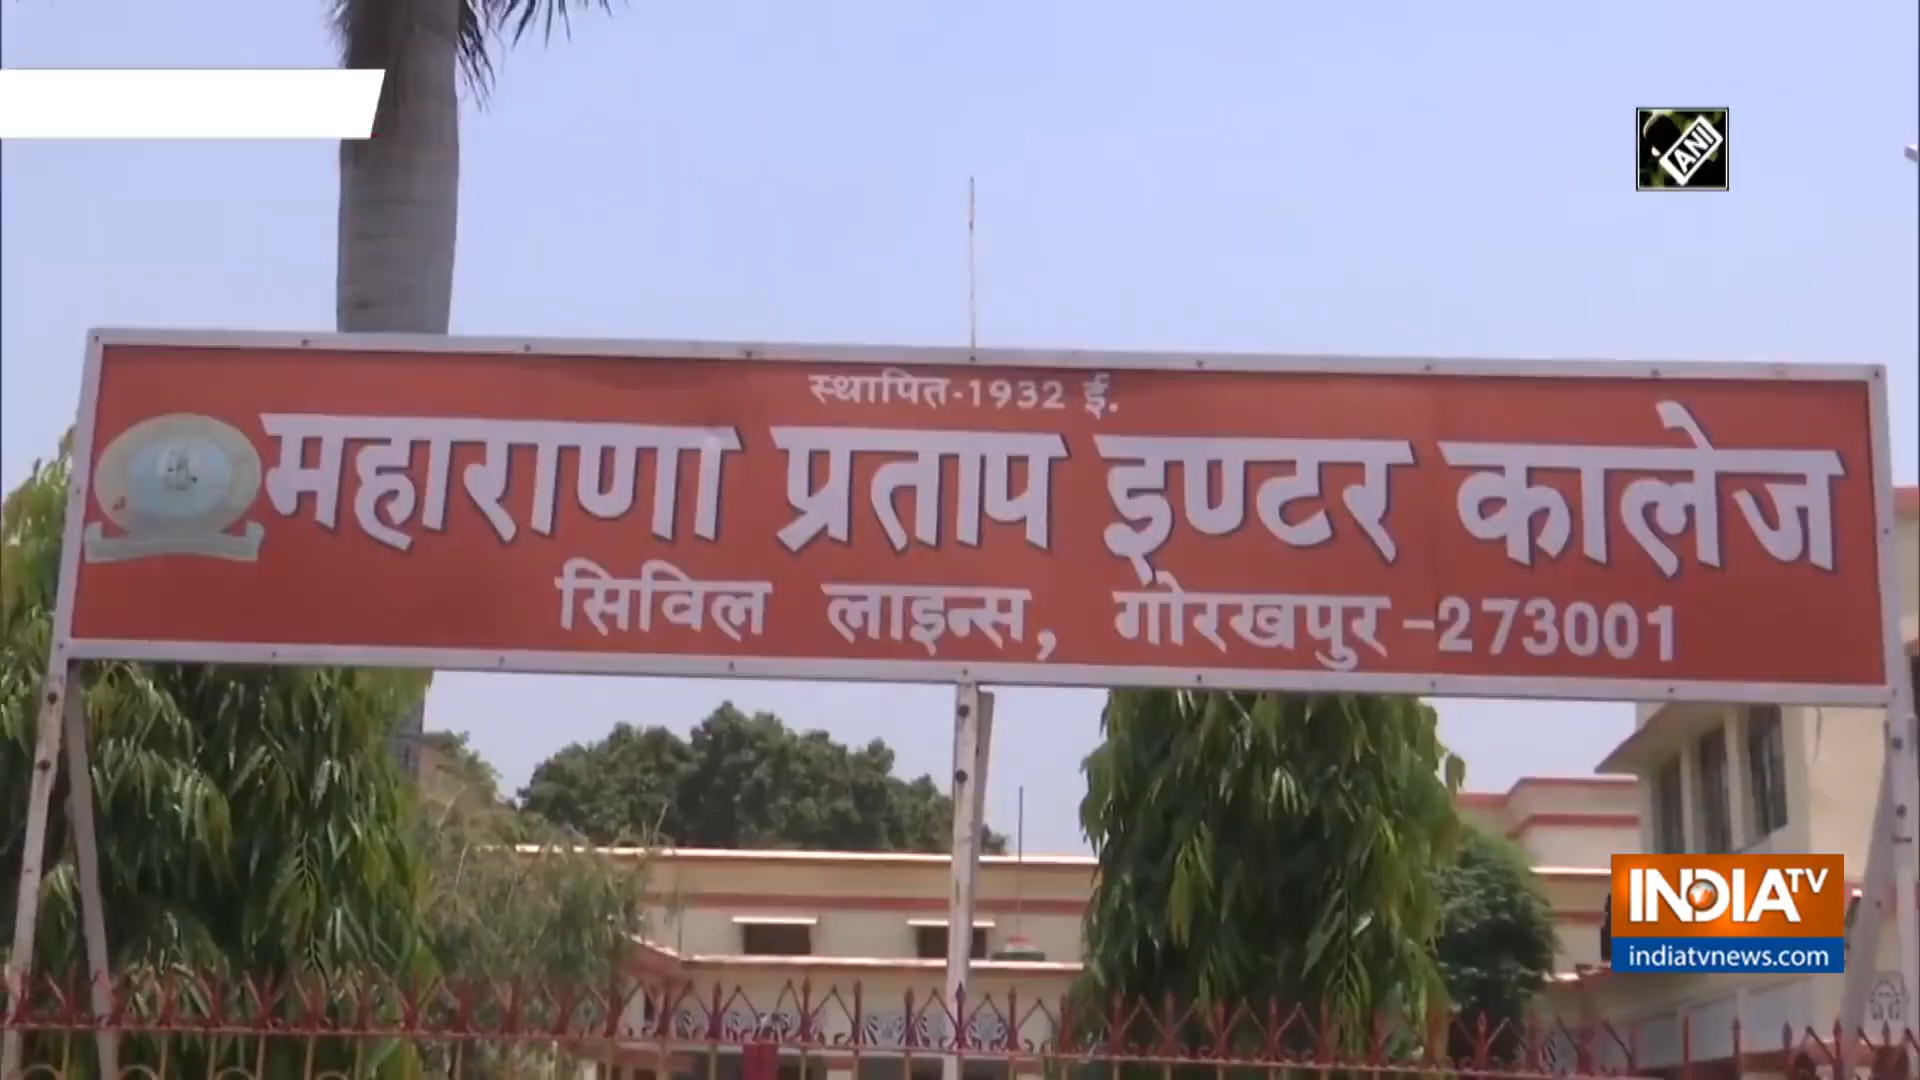 ANI
स्थापित-1932 ई.
महाराणा प्रताप इण्टर कालेज
सिविल लाइन्स, गोरखपुर-273001
INDIA TV
indiatvnews.com